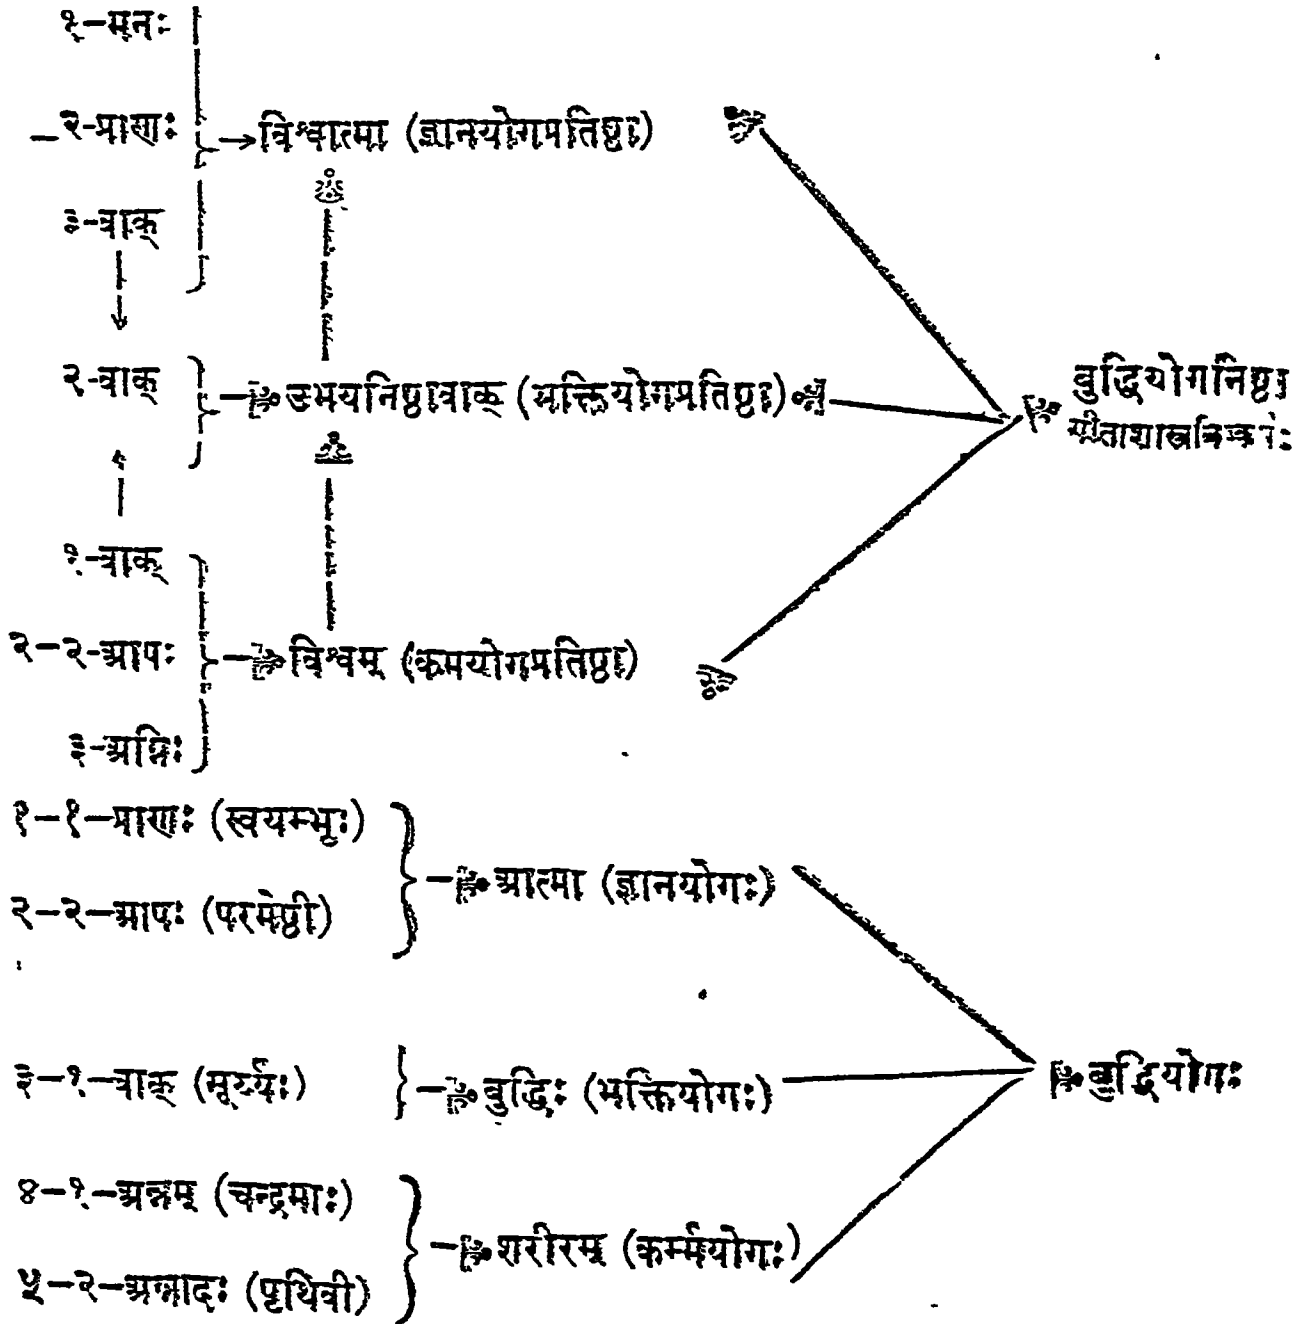 १-मनः
-२-प्राणः →विश्वात्मा (ज्ञानयोगप्रतिष्ठा)
३-वाक्
२-वाक् उभयनिष्ठावाक् (भक्तियोगप्रतिष्ठा) बुद्धियोगनिष्ठा
१-वाक्
२-२-आपः विश्वम् (कमयोगप्रतिष्ठा)
३-अग्निः
१-१-प्राणः (स्वयम्भूः)
आत्मा (ज्ञानयोगः)
२-२-आपः (परमेष्ठी)
३-१-वाक् (सूर्य्यः) बुद्धिः (भक्तियोगः) बुद्धियोगः
४-१-अन्नम् (चन्द्रमाः)
शरीरम् (कर्म्मयोगः)
५-२-अन्नादः (पृथिवी)